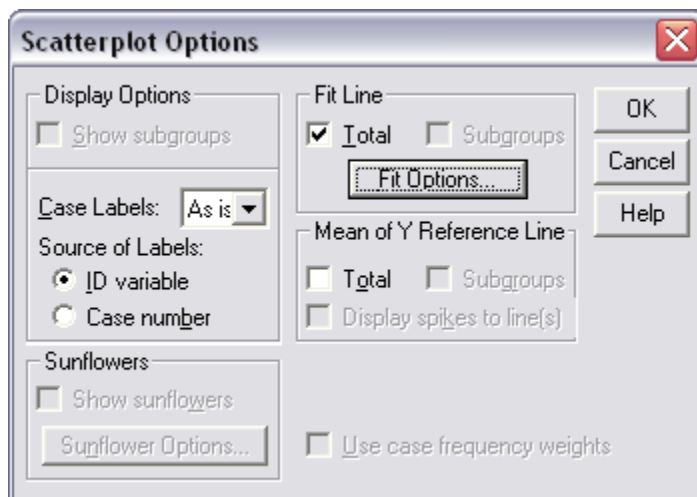 Scatterplot Options
Display Options
Show subgroups
Case Labels:
As is
Source of Labels:
ID variable
Case number
Sunflowers
Show sunflowers
Sunflower Options...
Fit Line
Total
Subgroups
Fit Options...
Mean of Y Reference Line
Total
Subgroups
Display spikes to line(s)
Use case frequency weights
OK
Cancel
Help